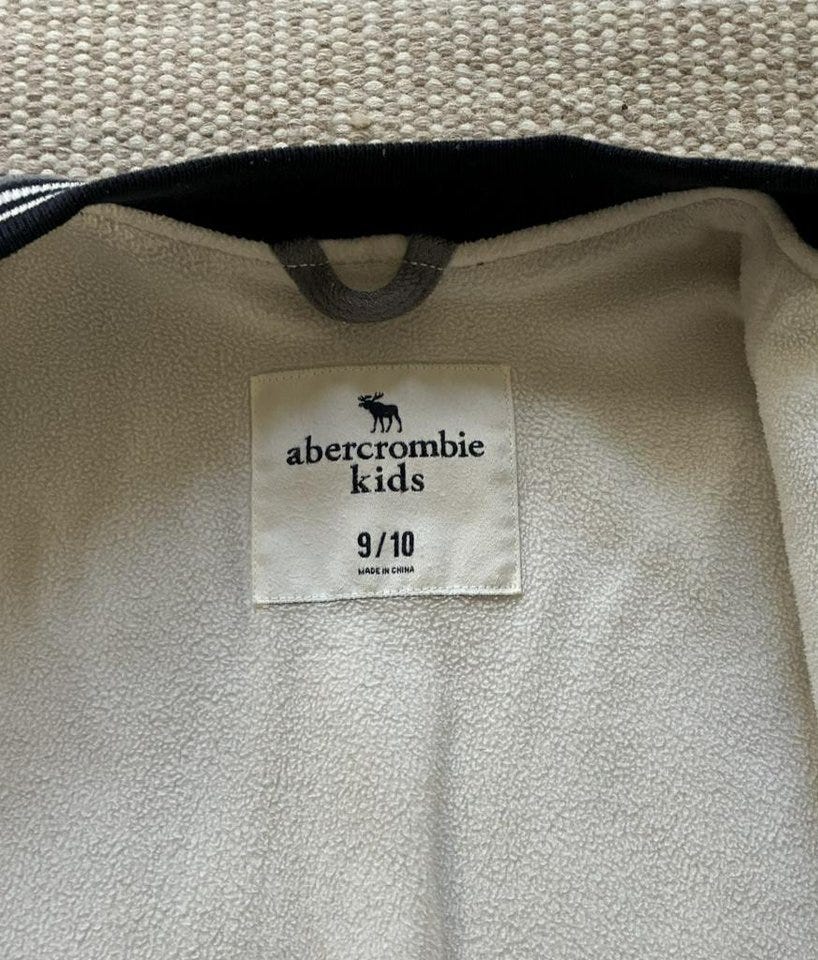 abercrombie
kids
9/10
MADE IN CHINA